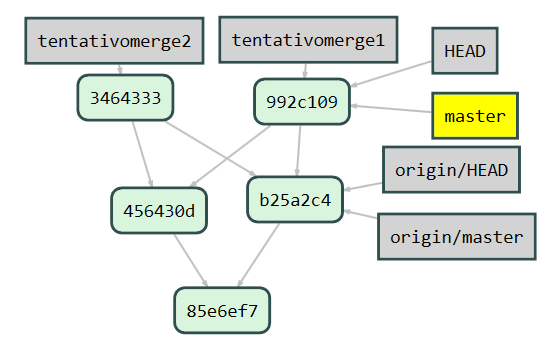 tentativomerge2
tentativomerge1
HEAD
3464333
992c109
master
origin/HEAD
456430d
b25a2c4
origin/master
85e6ef7